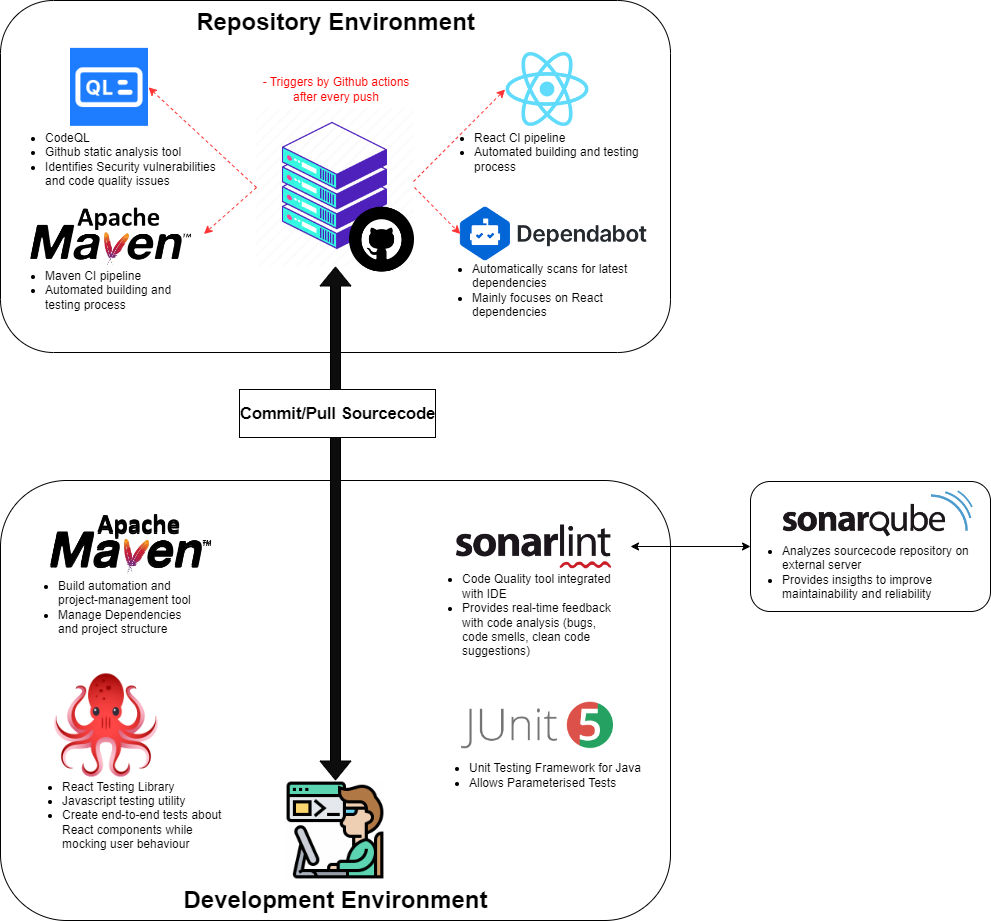 Repository Environment
QL
- Triggers by Github actions
after every push
• CodeQL
• Github static analysis tool
• Identifies Security vulnerabilities
and code quality issues
• React CI pipeline
• Automated building and testing
process
Apache
Maven™
• Maven CI pipeline
• Automated building and
testing process
Dependabot
• Automatically scans for latest
dependencies
• Mainly focuses on React
dependencies
Commit/Pull Sourcecode
Apache
Maven™
• Build automation and
project-management tool
• Manage Dependencies
and project structure
sonarlint
• Code Quality tool integrated
with IDE
• Provides real-time feedback
with code analysis (bugs,
code smells, clean code
suggestions)
sonarqube
• Analyzes sourcecode repository on
external server
• Provides insigths to improve
maintainability and reliability
• React Testing Library
• Javascript testing utility
• Create end-to-end tests about
React components while
mocking user behaviour
JUnit 5
• Unit Testing Framework for Java
• Allows Parameterised Tests
Development Environment